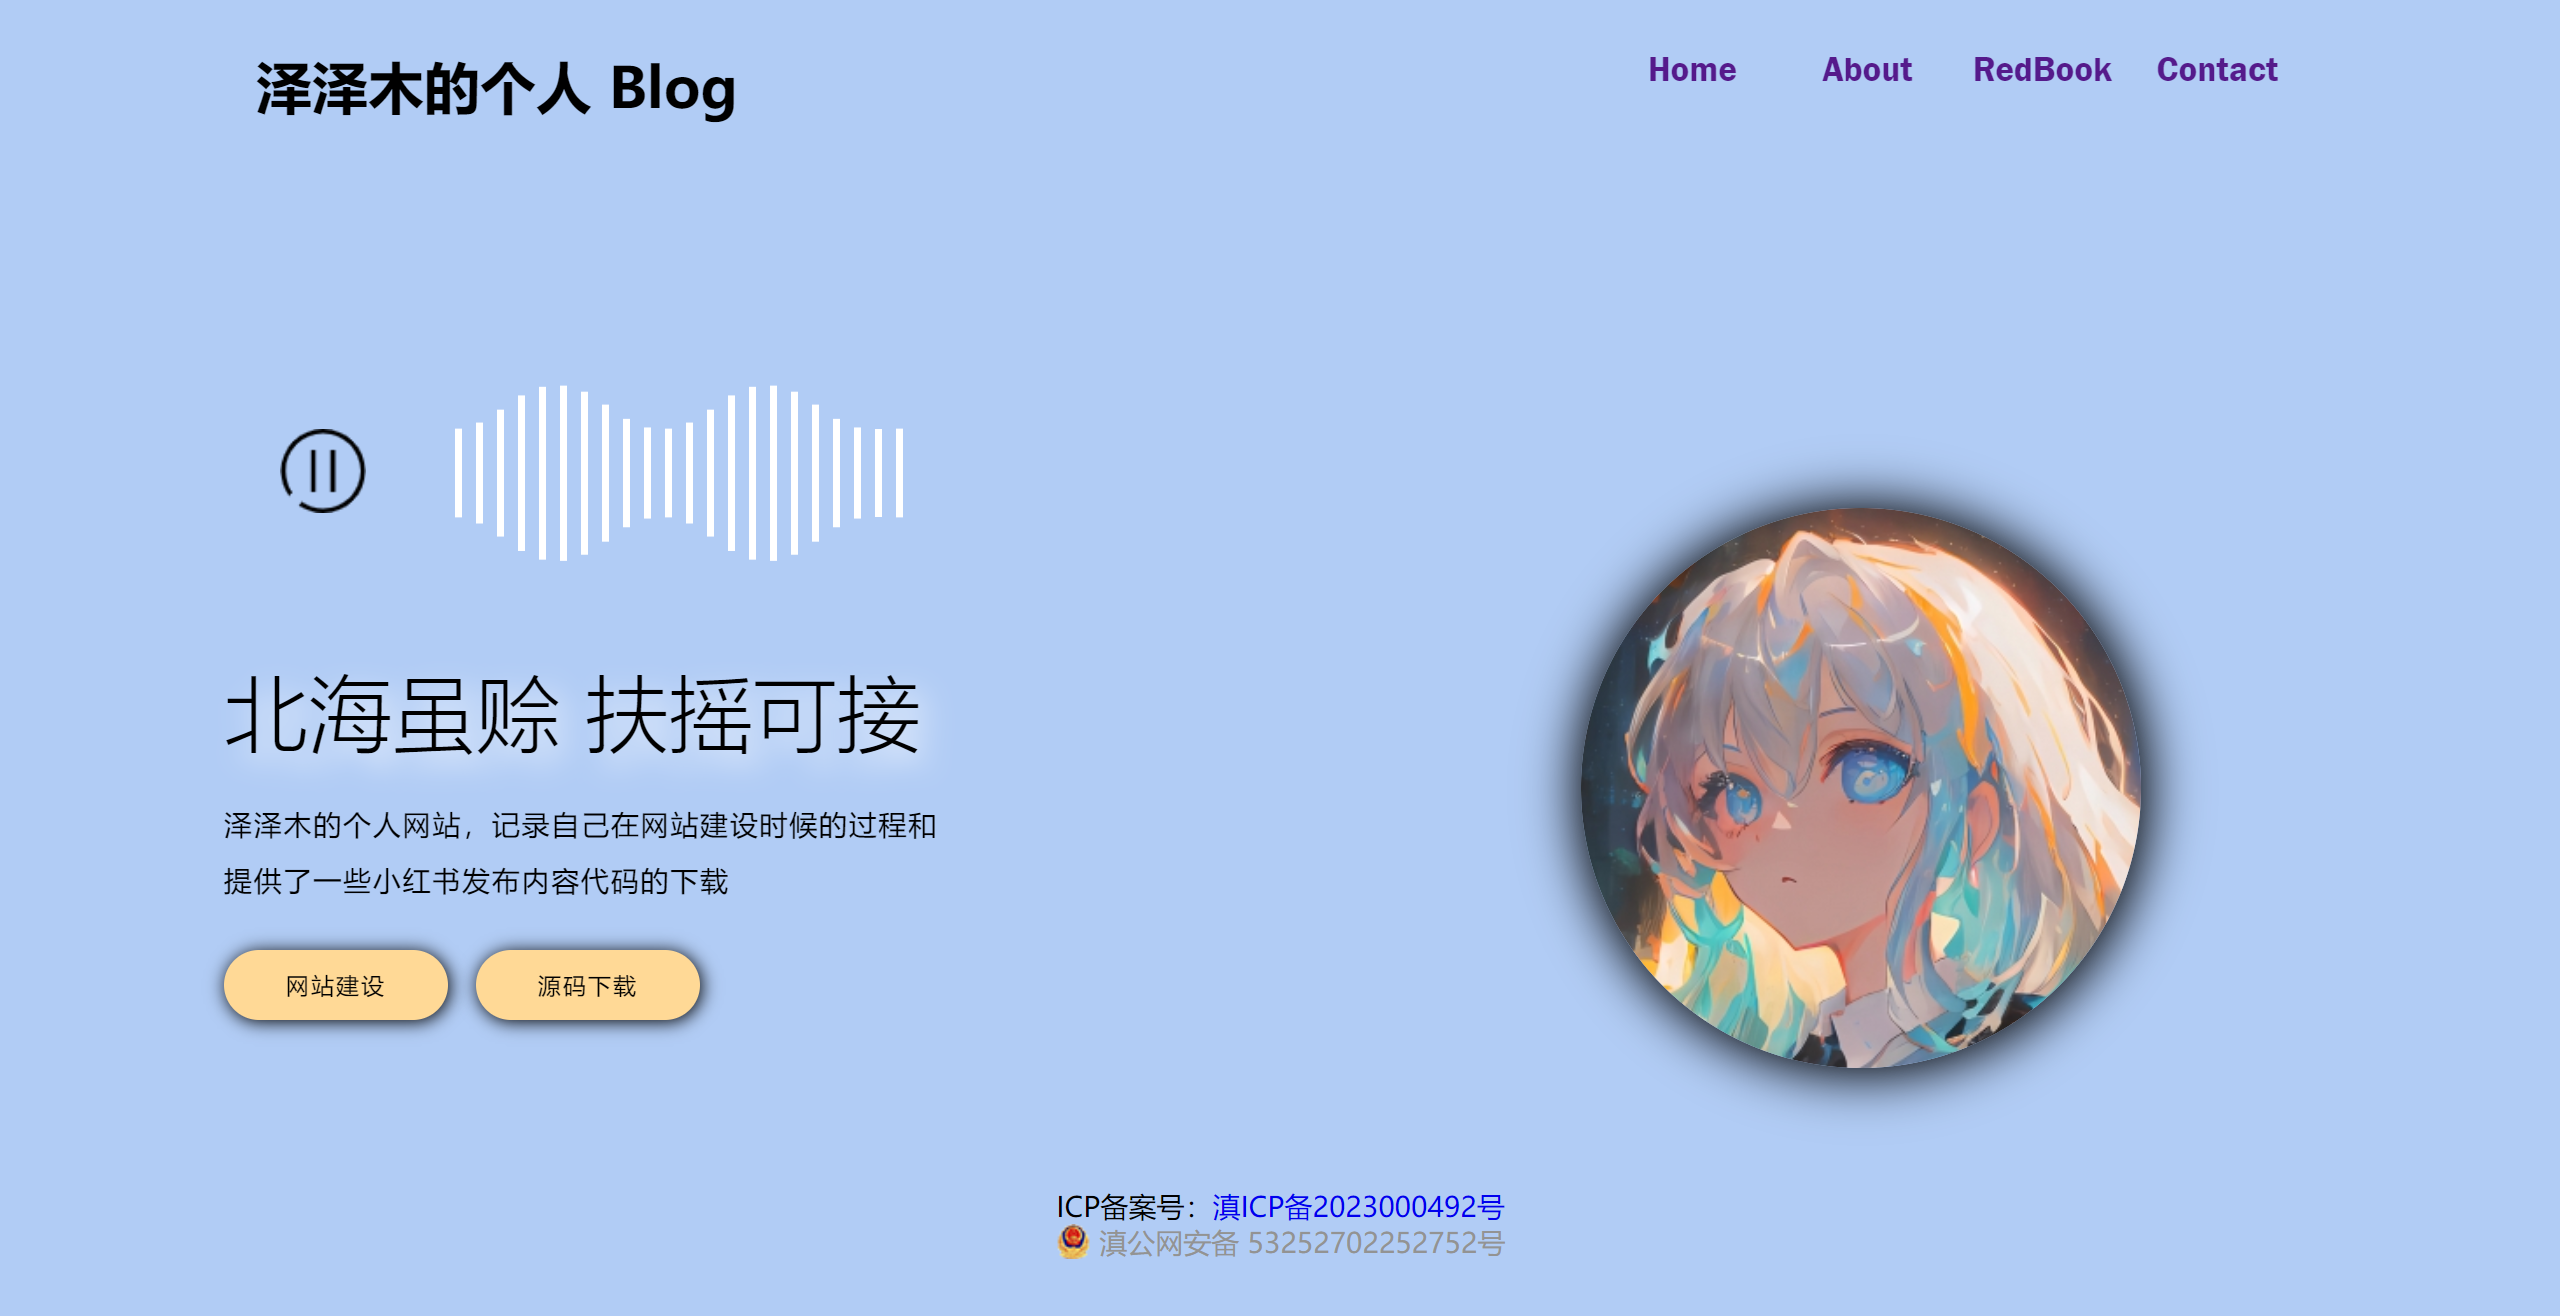 泽泽木的个人 Blog
Home About RedBook Contact
北海虽赊 扶摇可接
泽泽木的个人网站，记录自己在网站建设时候的过程和
提供了一些小红书发布内容代码的下载
网站建设 源码下载
ICP备案号：滇ICP备2023000492号
滇公网安备 53252702252752号